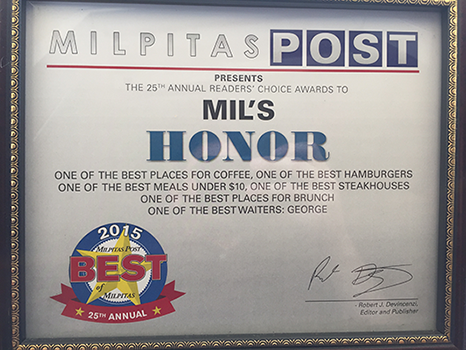 MILPITAS POST
PRESENTS
THE 25TH ANNUAL READERS' CHOICE AWARDS TO
MIL'S
HONOR
ONE OF THE BEST PLACES FOR COFFEE, ONE OF THE BEST HAMBURGERS
ONE OF THE BEST MEALS UNDER $10, ONE OF THE BEST STEAKHOUSES
ONE OF THE BEST PLACES FOR BRUNCH
ONE OF THE BEST WAITERS: GEORGE
2015
MILPITAS POST
BEST
of
MILPITAS
25TH ANNUAL
Robert J. Devincenzi,
Editor and Publisher